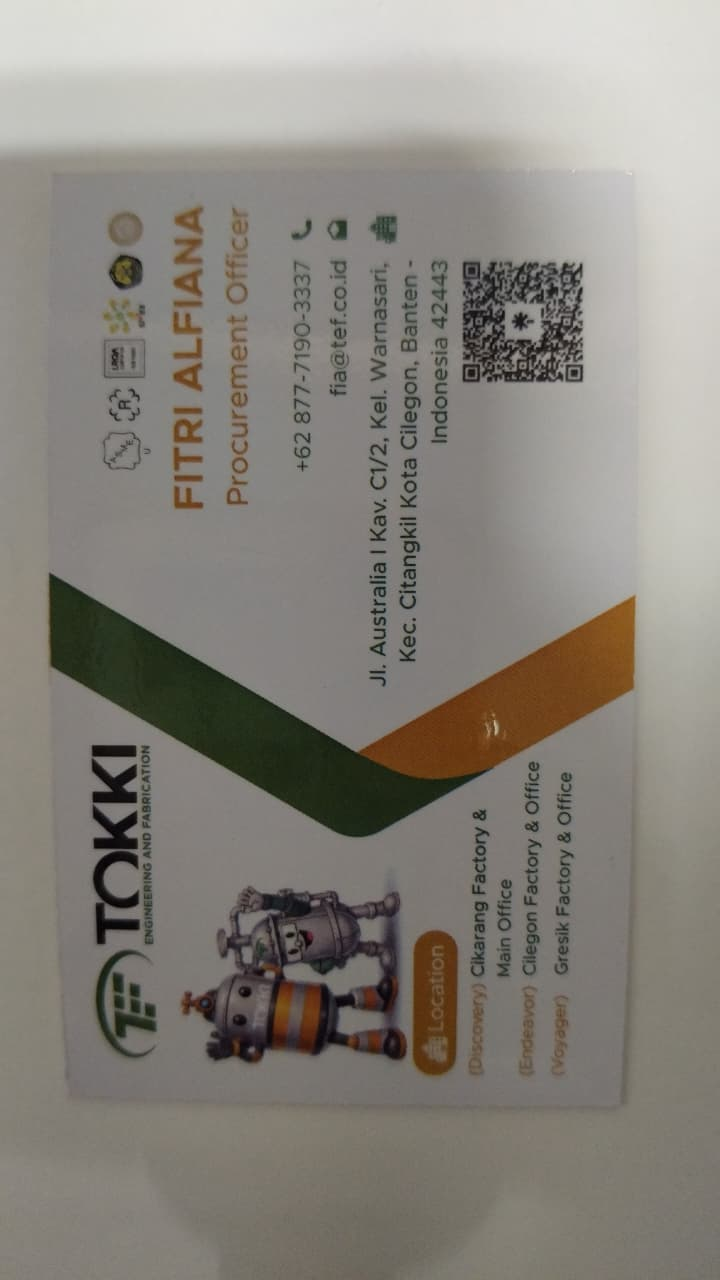 TOKKI
ENGINEERING AND FABRICATION
Location
(Discovery) Cikarang Factory &
Main Office
(Endeavor) Cilegon Factory & Office
(Voyager) Gresik Factory & Office
FITRI ALFIANA
Procurement Officer
+62 877-7190-3337
fia@tef.co.id
Jl. Australia I Kav. C1/2, Kel. Warnasari,
Kec. Citangkil Kota Cilegon, Banten -
Indonesia 42443